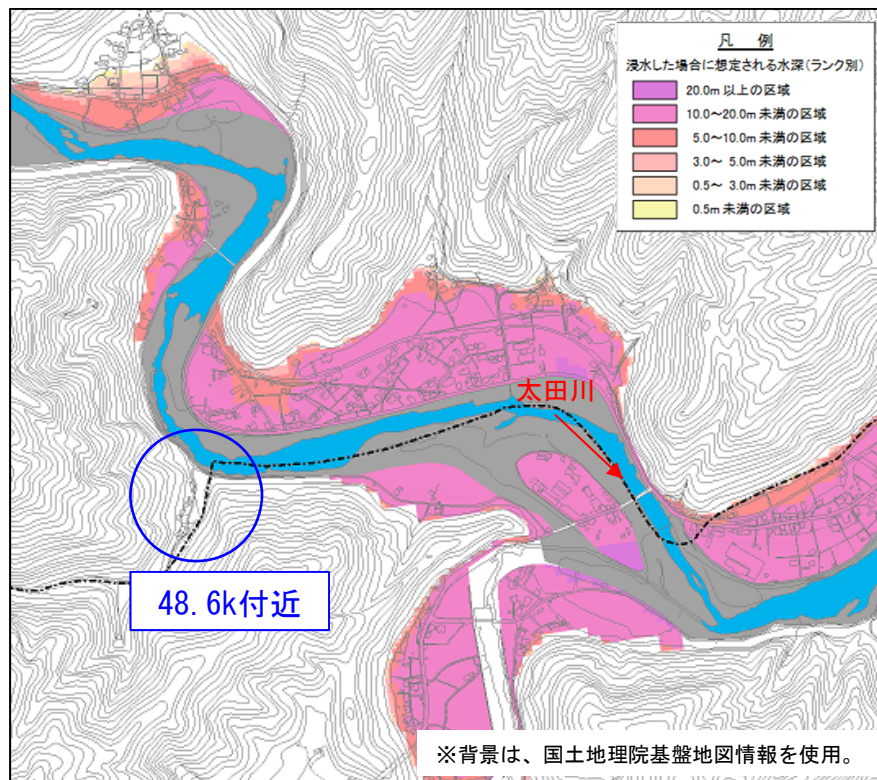 凡 例
浸水した場合に想定される水深(ランク別)
20.0m 以上の区域
10.0～20.0m 未満の区域
5.0～10.0m 未満の区域
3.0～ 5.0m 未満の区域
0.5～ 3.0m 未満の区域
0.5m 未満の区域
太田川
48.6k付近
※背景は、国土地理院基盤地図情報を使用。